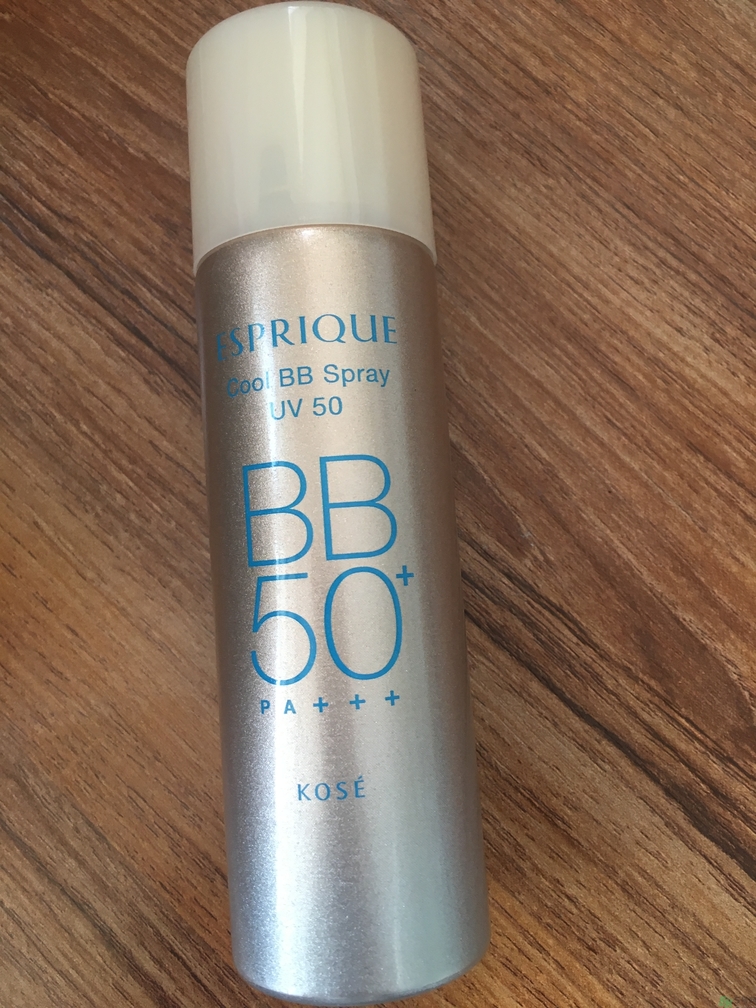 ESPRIQUE
Cool BB Spray
UV 50
BB
50+
PA+++
KOSÉ